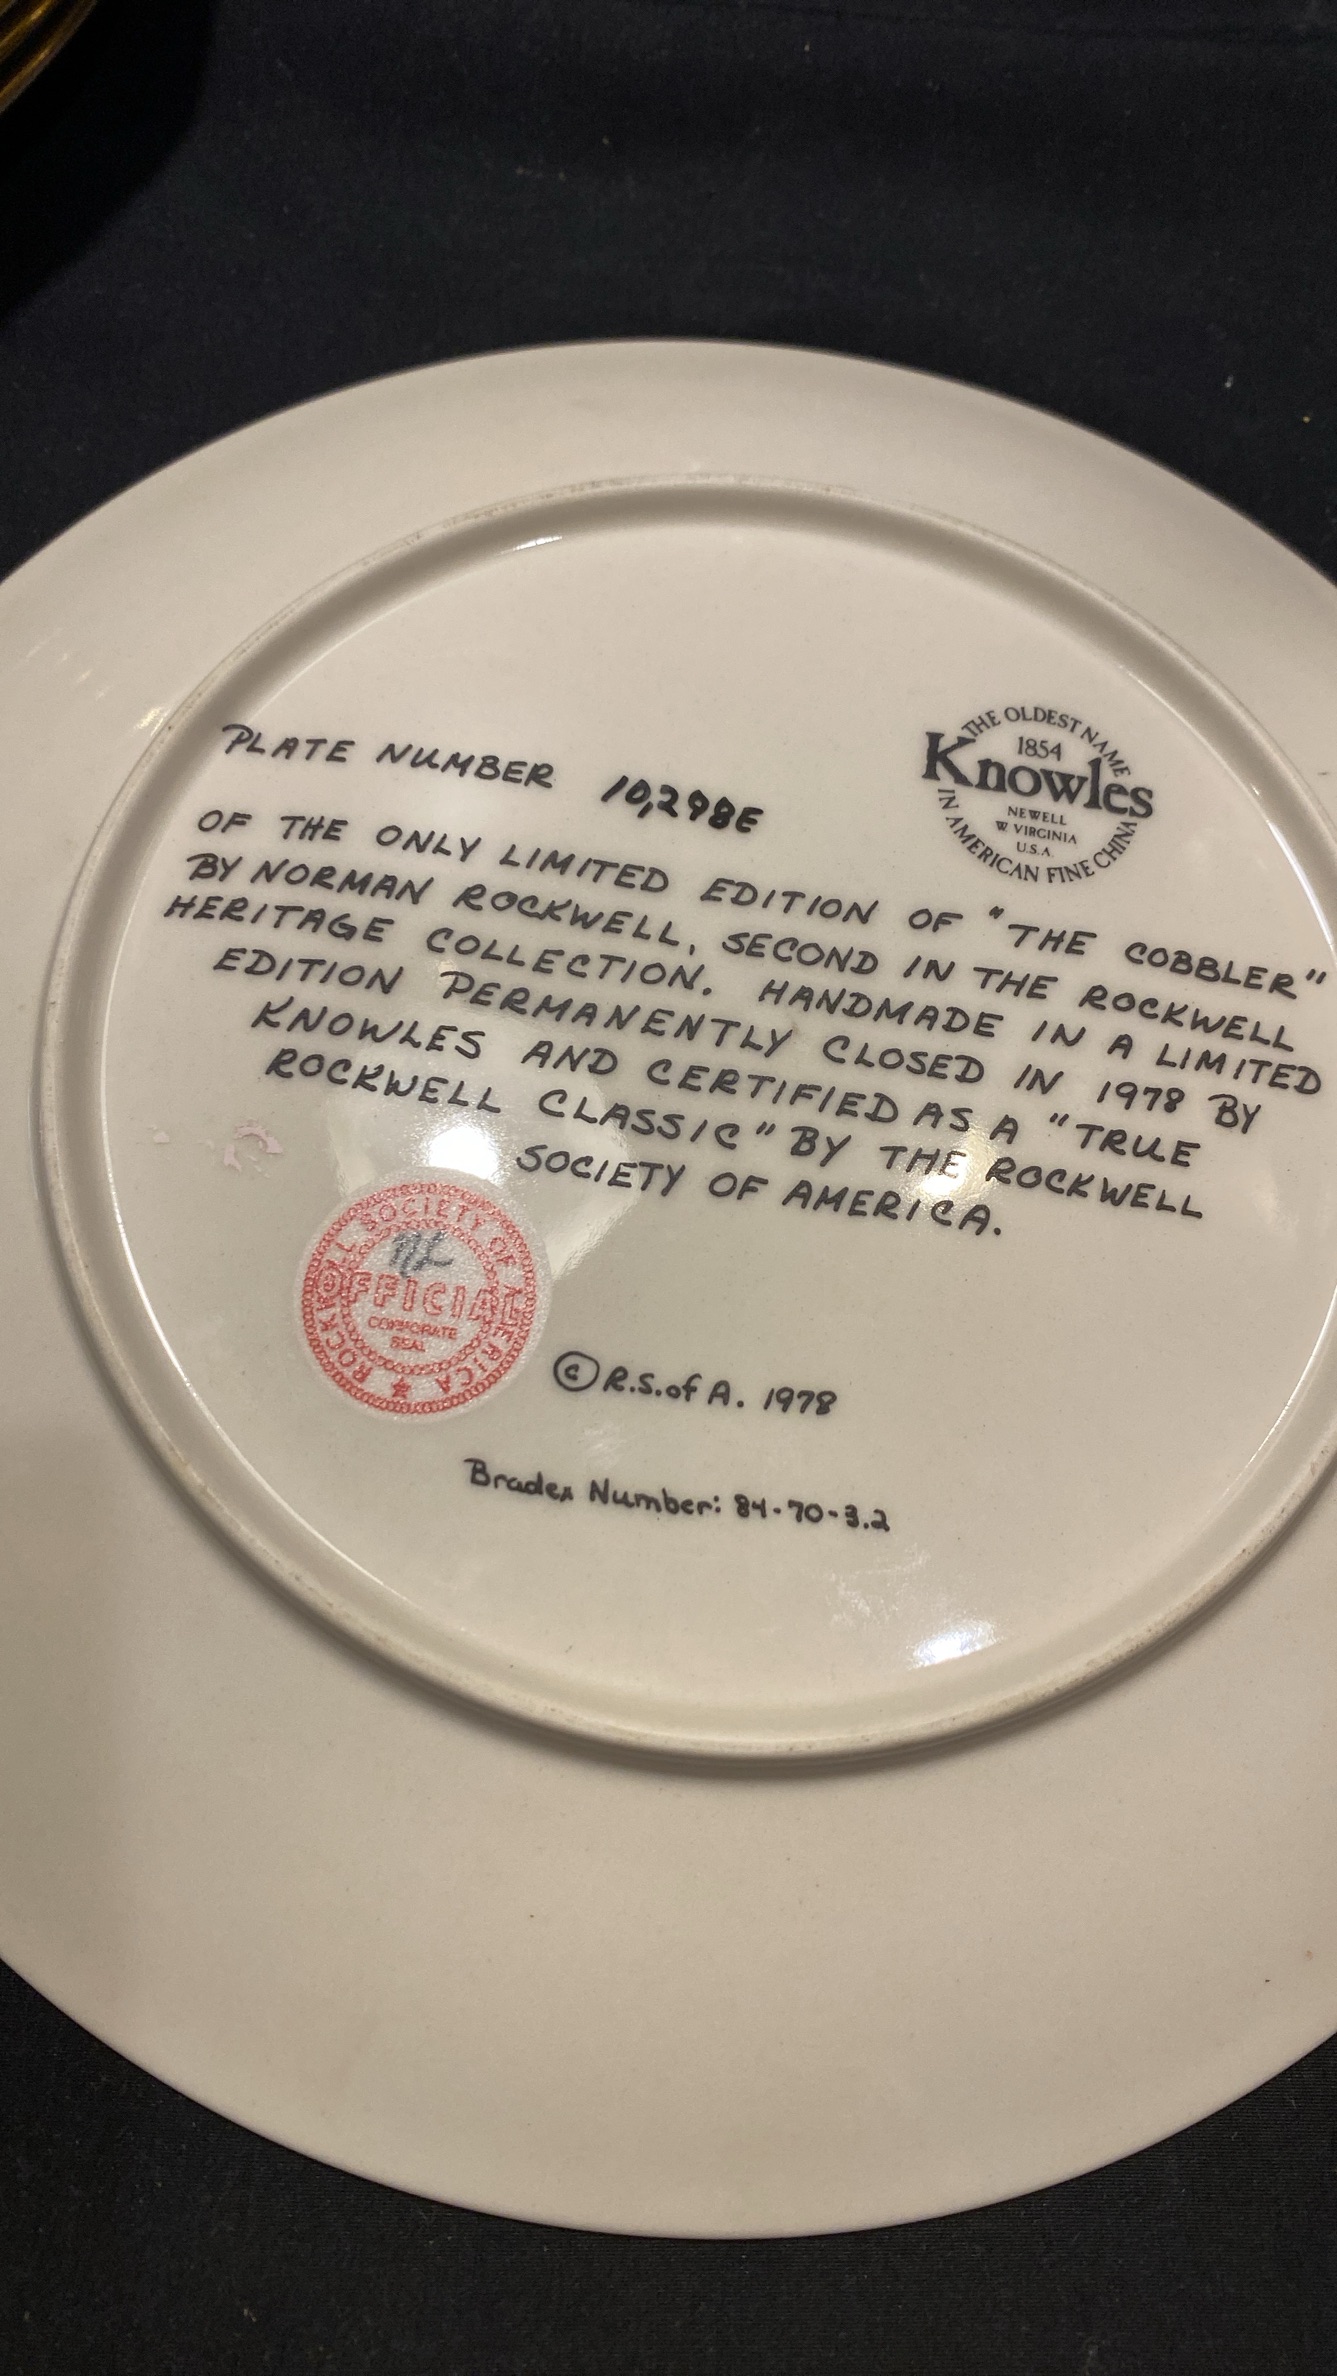 THE OLDEST NAME
1854
Knowles
NEWELL
W VIRGINIA
U.S.A.
IN AMERICAN FINE CHINA
PLATE NUMBER 10,298E
OF THE ONLY LIMITED EDITION OF "THE COBBLER"
BY NORMAN ROCKWELL, SECOND IN THE ROCKWELL
HERITAGE COLLECTION. HANDMADE IN A LIMITED
EDITION PERMANENTLY CLOSED IN 1978 BY
KNOWLES AND CERTIFIED AS A "TRUE
ROCKWELL CLASSIC" BY THE ROCKWELL
SOCIETY OF AMERICA.
ROCKWELL SOCIETY OF AMERICA
OFFICIAL
CORPORATE
SEAL
© R.S.of A. 1978
Bradex Number: 84-70-3.2